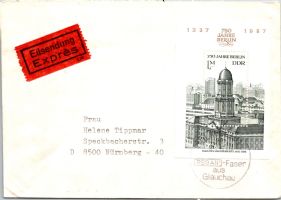 1237 1987
750
JAHRE
BERLIN
Eilsendung
Exprès
750 JAHRE BERLIN
1M DDR
Frau
Helene Tippmar
Speckbacherstr. 3
D 8500 Nürnberg - 40
-Faser
aus
Glauchau